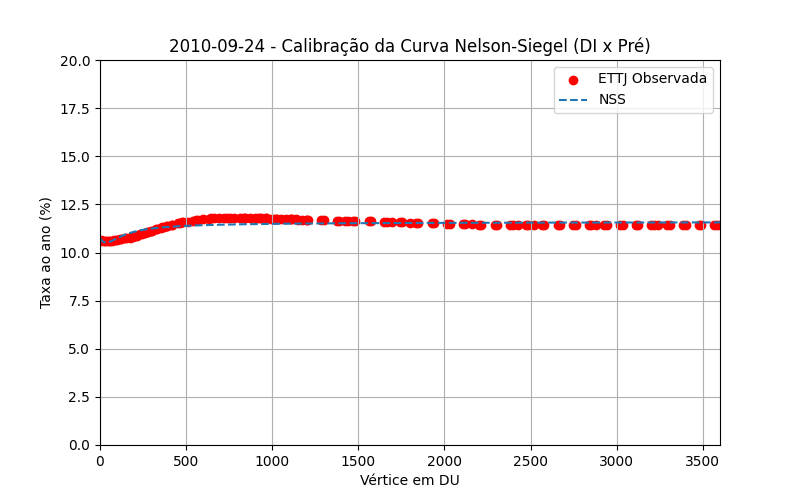 2010-09-24 - Calibração da Curva Nelson-Siegel (DI x Pré)
ETTJ Observada
NSS
Taxa ao ano (%)
20.0
17.5
15.0
12.5
10.0
7.5
5.0
2.5
0.0
0 500 1000 1500 2000 2500 3000 3500
Vértice em DU